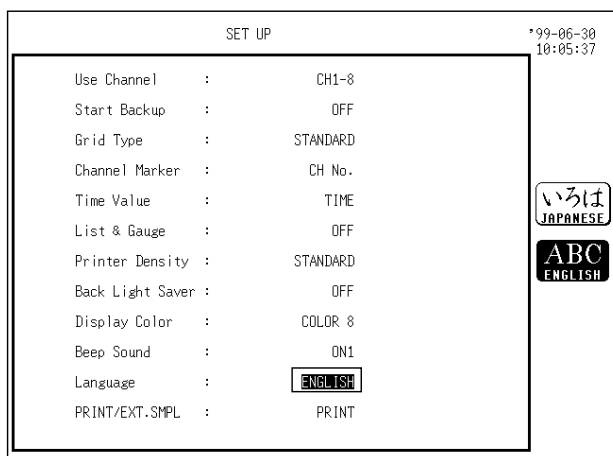 SET UP
'99-06-30
10:05:37
Use Channel : CH1-8
Start Backup : OFF
Grid Type : STANDARD
Channel Marker : CH No.
Time Value : TIME
List & Gauge : OFF
Printer Density : STANDARD
Back Light Saver : OFF
Display Color : COLOR 8
Beep Sound : ON1
Language : ENGLISH
PRINT/EXT.SMPL : PRINT
いろは
JAPANESE
ABC
ENGLISH